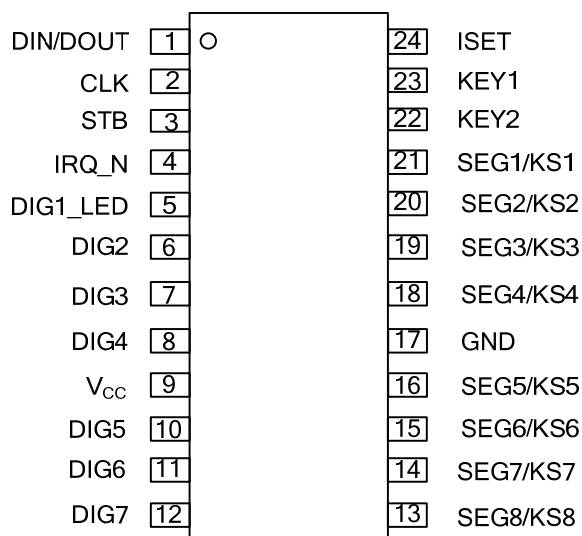 DIN/DOUT 1 24 ISET
CLK 2 23 KEY1
STB 3 22 KEY2
IRQ_N 4 21 SEG1/KS1
DIG1_LED 5 20 SEG2/KS2
DIG2 6 19 SEG3/KS3
DIG3 7 18 SEG4/KS4
DIG4 8 17 GND
VCC 9 16 SEG5/KS5
DIG5 10 15 SEG6/KS6
DIG6 11 14 SEG7/KS7
DIG7 12 13 SEG8/KS8